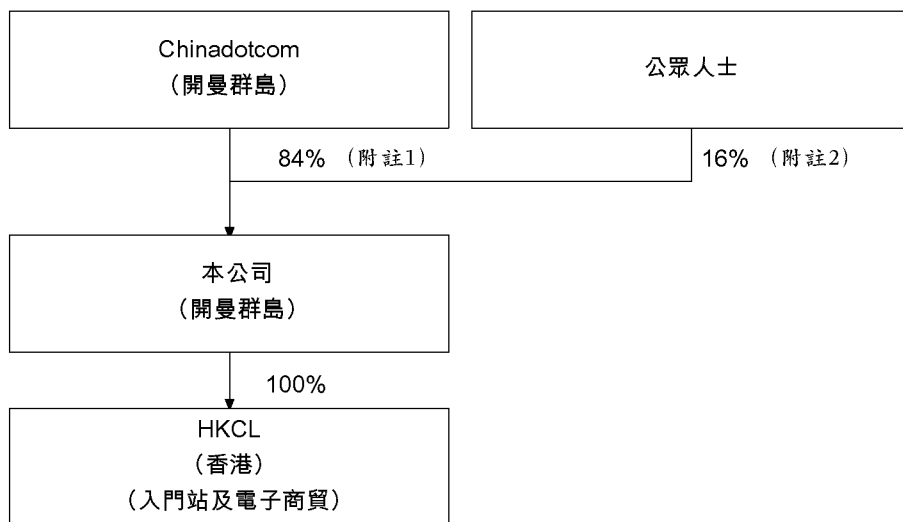 Chinadotcom
（開曼群島）
公眾人士
84% （附註1）
16% （附註2）
本公司
（開曼群島）
100%
HKCL
（香港）
（入門站及電子商貿）